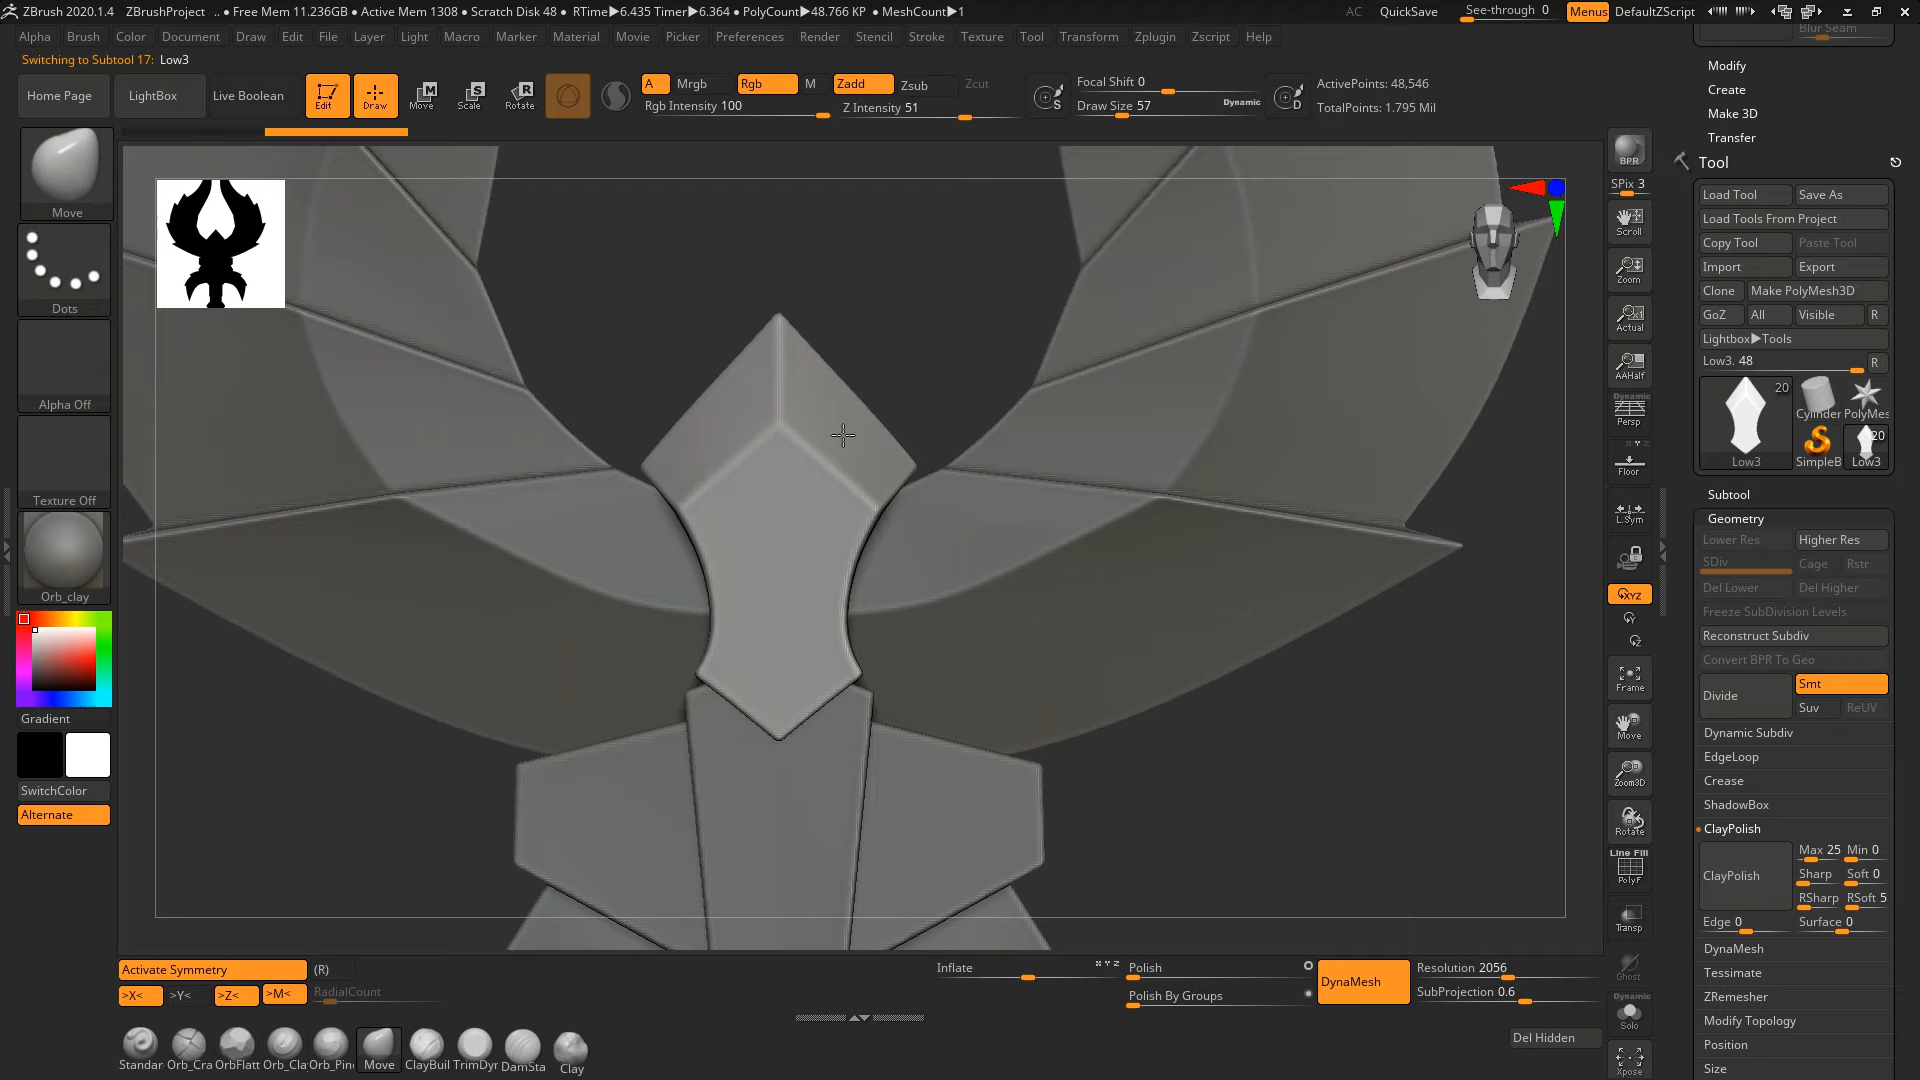 ZBrush 2020.1.4 ZBrushProject .. ● Free Mem 11.236GB ● Active Mem 1308 ● Scratch Disk 48 ● RTime▶6.435 Timer▶6.364 ● PolyCount▶48.766 KP ● MeshCount▶1 AC QuickSave See-through 0 Menus DefaultZScript
Alpha Brush Color Document Draw Edit File Layer Light Macro Marker Material Movie Picker Preferences Render Stencil Stroke Texture Tool Transform Zplugin Zscript Help
Switching to Subtool 17: Low3
Home Page LightBox Live Boolean Edit Draw Move Scale Rotate
A Mrgb Rgb M Zadd Zsub Zcut
Rgb Intensity 100 Z Intensity 51
S Focal Shift 0
Draw Size 57 Dynamic
D ActivePoints: 48,546
TotalPoints: 1.795 Mil
Move
Dots
Alpha Off
Texture Off
Orb_clay
Gradient
SwitchColor
Alternate
BPR
SPix 3
Scroll
Zoom
Actual
AAHalf
Dynamic
Persp
Floor
L.Sym
XYZ
Y
Z
Frame
Move
Zoom3D
Rotate
Line Fill
PolyF
Transp
Ghost
Dynamic
Solo
Xpose
Blur Seam
Modify
Create
Make 3D
Transfer
Tool
Load Tool Save As
Load Tools From Project
Copy Tool Paste Tool
Import Export
Clone Make PolyMesh3D
GoZ All Visible R
Lightbox▶Tools
Low3. 48 R
20
Cylinder PolyMes
20
Low3 SimpleB Low3
Subtool
Geometry
Lower Res Higher Res
SDiv Cage Rstr
Del Lower Del Higher
Freeze SubDivision Levels
Reconstruct Subdiv
Convert BPR To Geo
Divide Smt
Suv ReUV
Dynamic Subdiv
EdgeLoop
Crease
ShadowBox
ClayPolish
ClayPolish Max 25 Min 0
Sharp Soft 0
RSharp RSoft 5
Edge 0 Surface 0
DynaMesh
Tessimate
ZRemesher
Modify Topology
Position
Size
Activate Symmetry (R)
>X< >Y< >Z< >M< RadialCount
Inflate X Y Z Polish
Polish By Groups
DynaMesh Resolution 2056
SubProjection 0.6
Del Hidden
Standar Orb_Cra OrbFlatt Orb_Cla Orb_Pin Move ClayBuil TrimDyr DamSta Clay